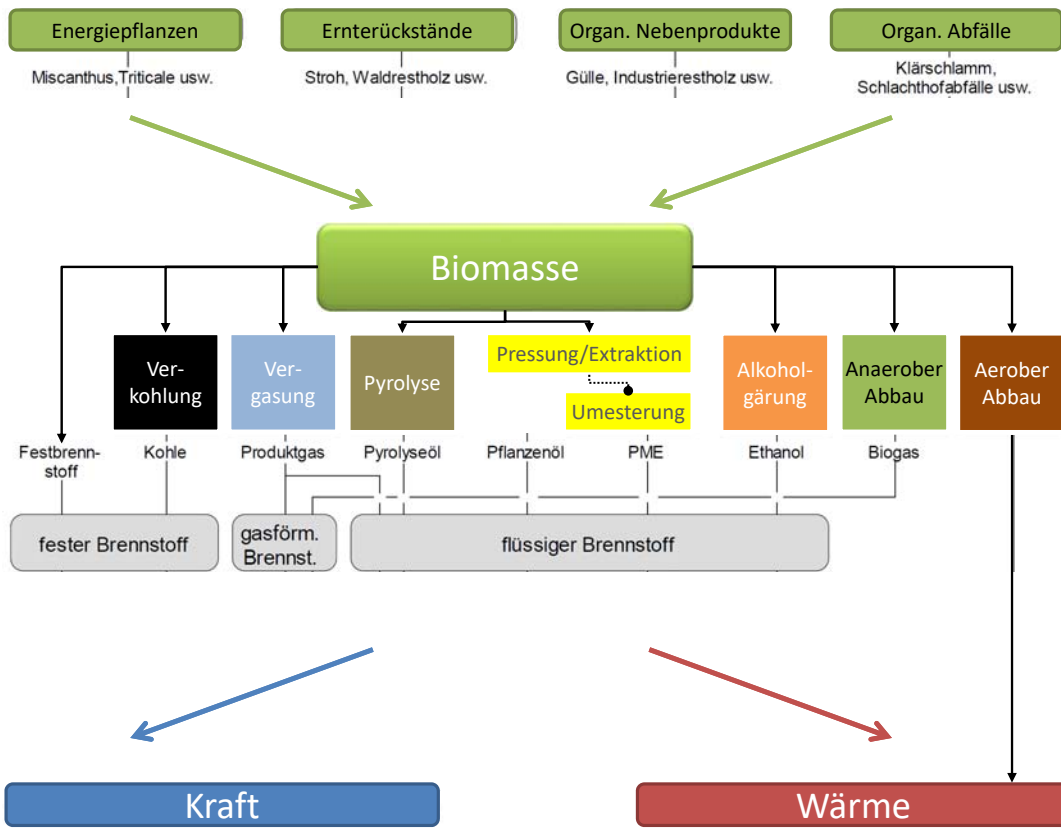 Energiepflanzen
Ernterückstände
Organ. Nebenprodukte
Organ. Abfälle
Miscanthus,Triticale usw.
Stroh, Waldrestholz usw.
Gülle, Industrierestholz usw.
Klärschlamm,
Schlachthofabfälle usw.
Biomasse
Ver-
kohlung
Ver-
gasung
Pyrolyse
Pressung/Extraktion
Umesterung
Alkohol-
gärung
Anaerober
Abbau
Aerober
Abbau
Festbrenn-
stoff
Kohle
Produktgas
Pyrolyseöl
Pflanzenöl
PME
Ethanol
Biogas
fester Brennstoff
gasförm.
Brennst.
flüssiger Brennstoff
Kraft
Wärme